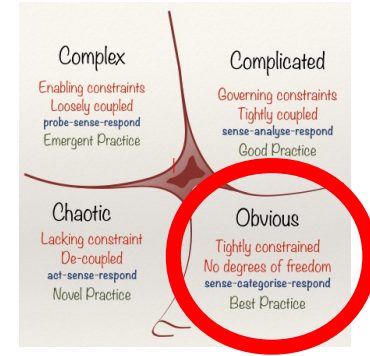 Complex
Enabling constraints
Loosely coupled
probe-sense-respond
Emergent Practice
Complicated
Governing constraints
Tightly coupled
sense-analyse-respond
Good Practice
Chaotic
Lacking constraint
De-coupled
act-sense-respond
Novel Practice
Obvious
Tightly constrained
No degrees of freedom
sense-categorise-respond
Best Practice